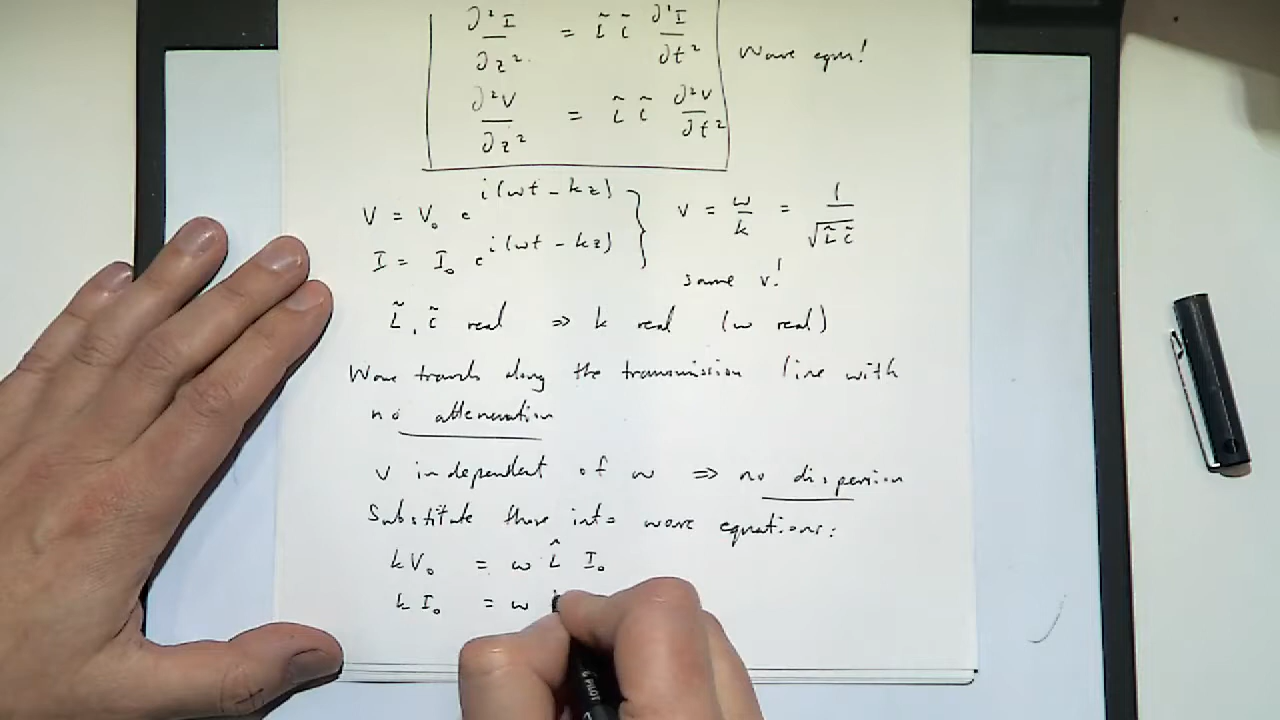 ∂²I/∂z² = L̃ C̃ ∂²I/∂t² Wave eqns!
∂²V/∂z² = L̃ C̃ ∂²V/∂t²
V = V₀ e^{i(ωt - kz)} v = ω/k = 1/√(L̃ C̃)
I = I₀ e^{i(ωt - kz)} same v!
L̃, C̃ real ⇒ k real (ω real)
Wave travels along the transmission line with
no attenuation
v independent of ω ⇒ no dispersion
Substitute these into wave equations:
kV₀ = ω L̃ I₀
k I₀ = ω
PILOT